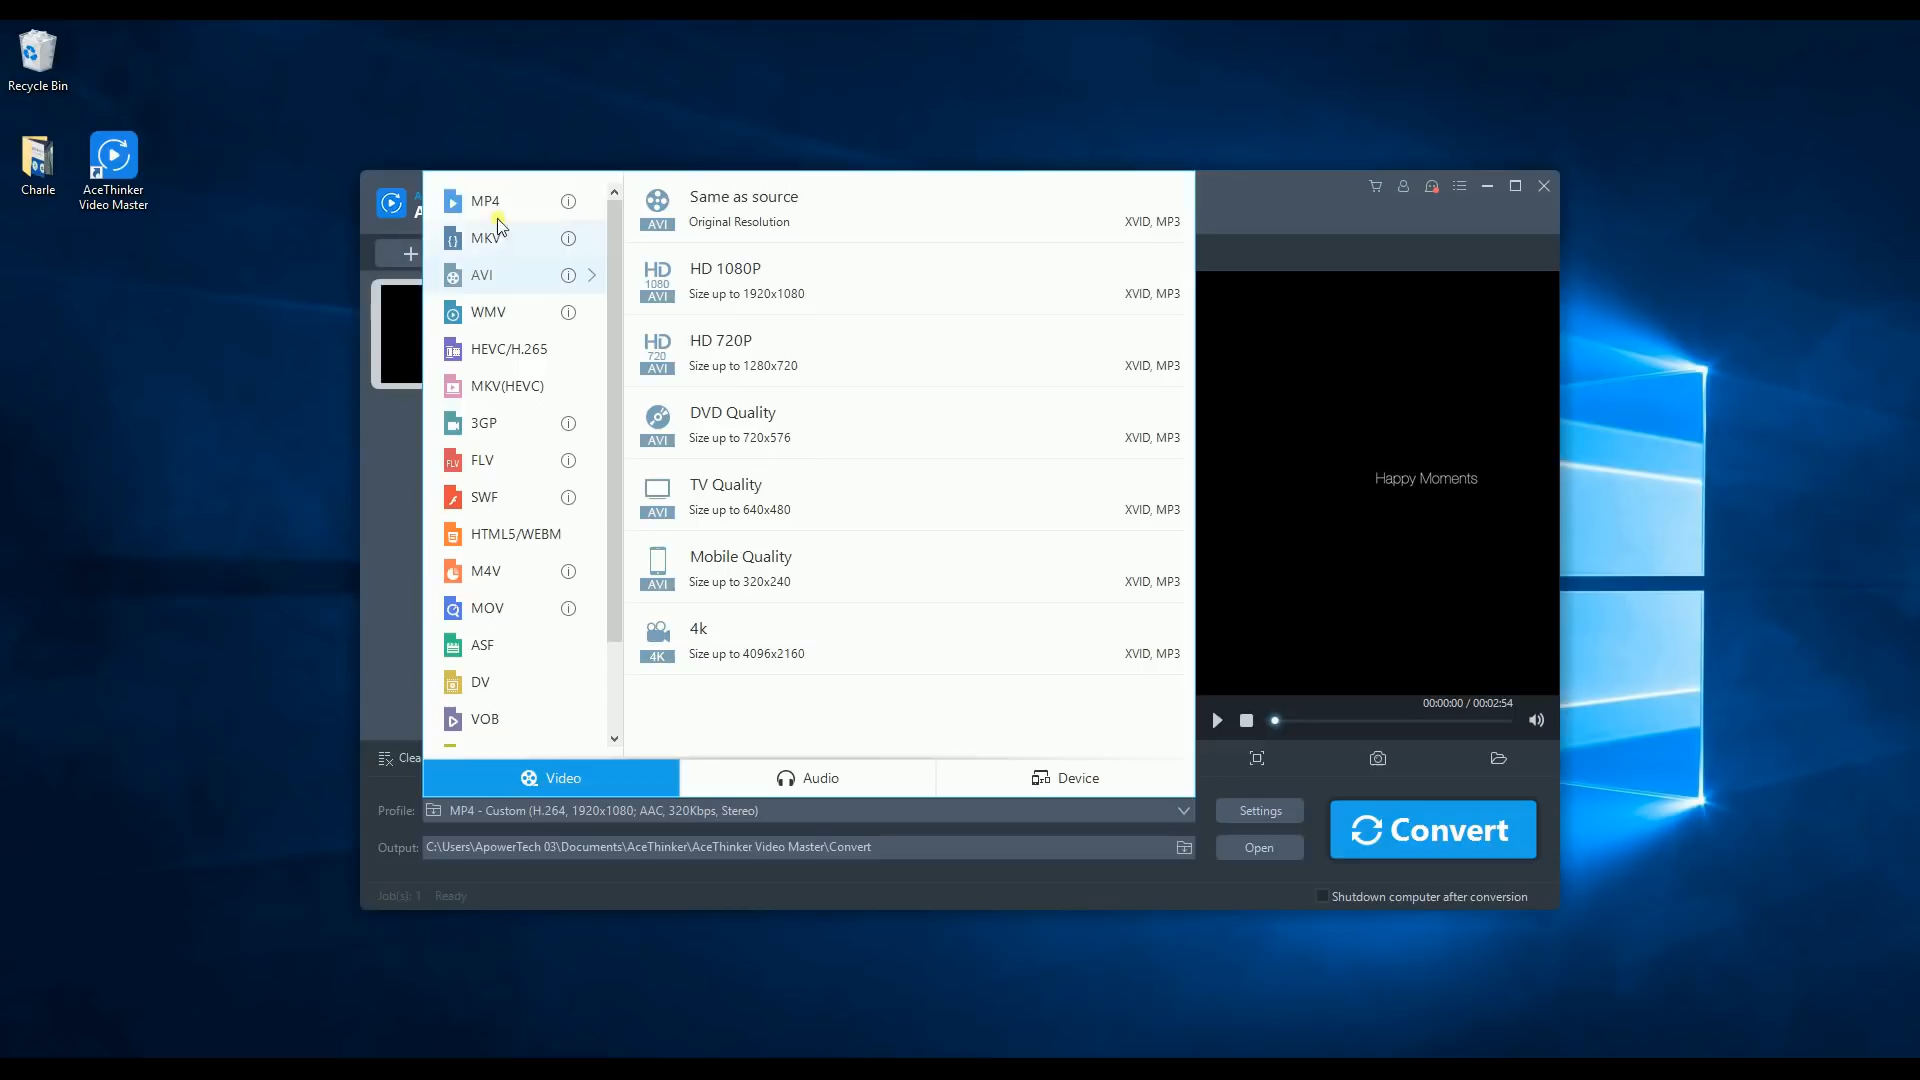 Recycle Bin
Charle
AceThinker
Video Master
MP4
MKV
AVI
WMV
HEVC/H.265
MKV(HEVC)
3GP
FLV
SWF
HTML5/WEBM
M4V
MOV
ASF
DV
VOB
Same as source
AVI
Original Resolution
XVID, MP3
HD 1080P
HD
1080
AVI
Size up to 1920x1080
XVID, MP3
HD 720P
HD
720
AVI
Size up to 1280x720
XVID, MP3
DVD Quality
AVI
Size up to 720x576
XVID, MP3
TV Quality
AVI
Size up to 640x480
XVID, MP3
Mobile Quality
AVI
Size up to 320x240
XVID, MP3
4k
4K
Size up to 4096x2160
XVID, MP3
Happy Moments
00:00:00 / 00:02:54
Clea
Video
Audio
Device
Profile:
MP4 - Custom (H.264, 1920x1080; AAC, 320Kbps, Stereo)
Settings
Convert
Output:
C:\Users\ApowerTech 03\Documents\AceThinker\AceThinker Video Master\Convert
Open
Job(s): 1
Ready
Shutdown computer after conversion